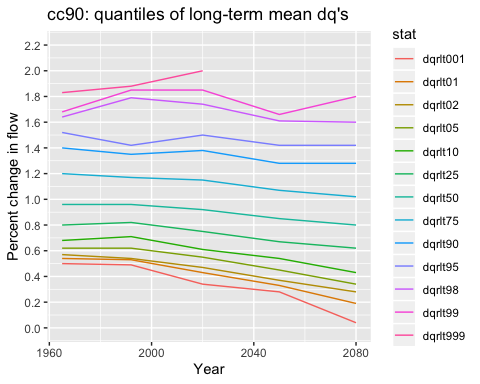 cc90: quantiles of long-term mean dq's
Percent change in flow
2.2
2.0
1.8
1.6
1.4
1.2
1.0
0.8
0.6
0.4
0.2
0.0
1960 2000 2040 2080
Year
stat
dqrlt001
dqrlt01
dqrlt02
dqrlt05
dqrlt10
dqrlt25
dqrlt50
dqrlt75
dqrlt90
dqrlt95
dqrlt98
dqrlt99
dqrlt999